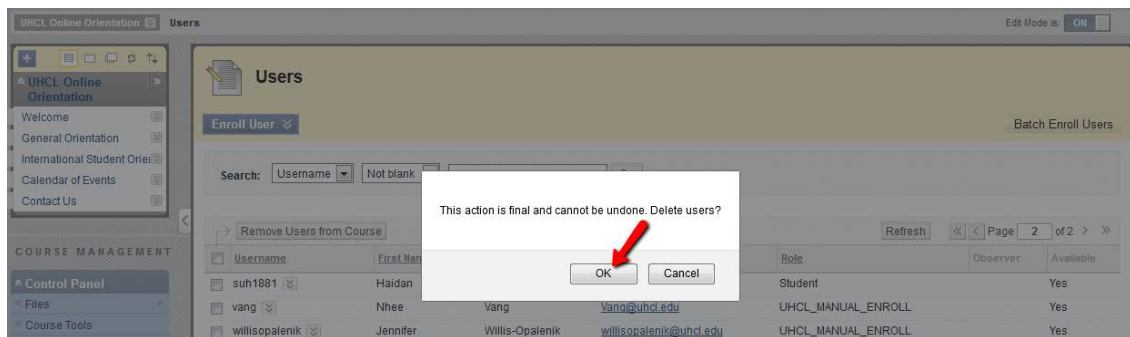 UHCL Online Orientation Users Edit Mode is: ON
UHCL Online Orientation
Users
Welcome
Enroll User Batch Enroll Users
General Orientation
International Student Orien
Search: Username Not blank
Calendar of Events
Contact Us
This action is final and cannot be undone. Delete users?
Remove Users from Course Refresh Page 2 of 2
COURSE MANAGEMENT
Username First Nam Role Observer Available
OK Cancel
Control Panel
suh1881 Haidan Student Yes
Files
vang Nhee Vang Vang@uhcl.edu UHCL_MANUAL_ENROLL Yes
Course Tools
willisopalenik Jennifer Willis-Opalenik willisopalenik@uhcl.edu UHCL_MANUAL_ENROLL Yes